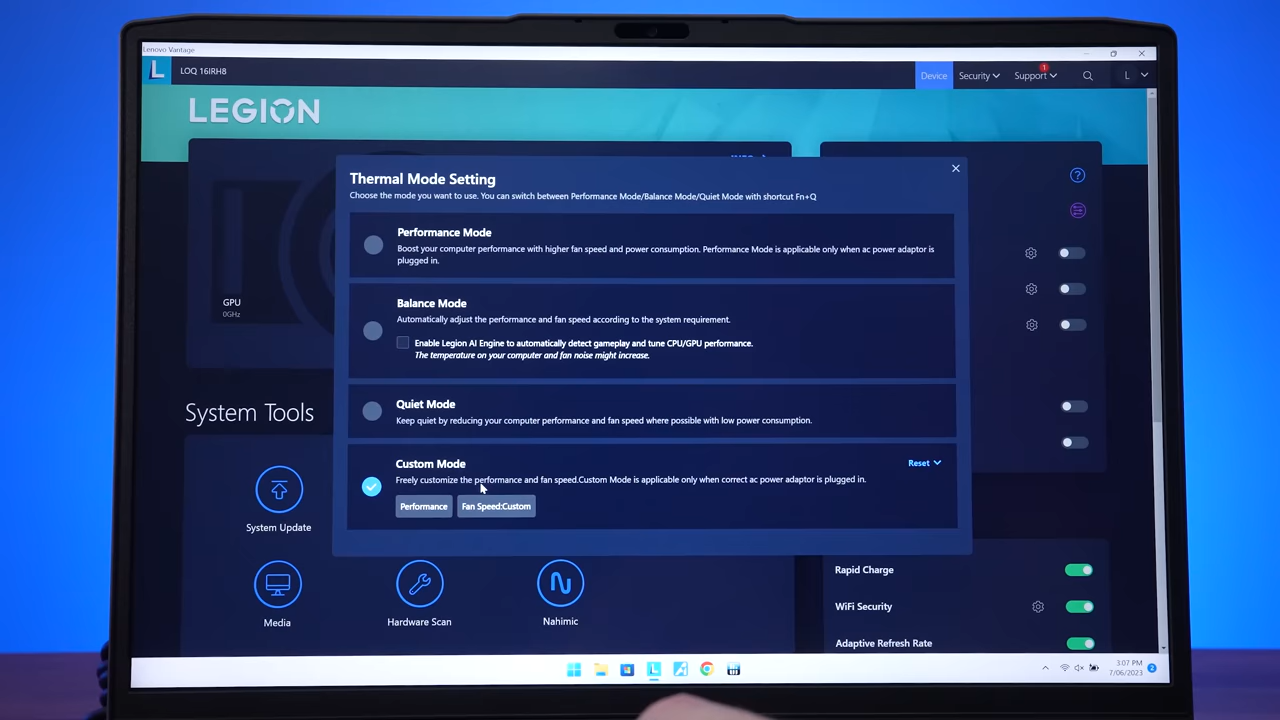 Lenovo Vantage
LOQ 16IRH8
Device
Security
1
Support
L
LEGION
Thermal Mode Setting
Choose the mode you want to use. You can switch between Performance Mode/Balance Mode/Quiet Mode with shortcut Fn+Q
Performance Mode
Boost your computer performance with higher fan speed and power consumption. Performance Mode is applicable only when ac power adaptor is
plugged in.
Balance Mode
Automatically adjust the performance and fan speed according to the system requirement.
Enable Legion AI Engine to automatically detect gameplay and tune CPU/GPU performance.
The temperature on your computer and fan noise might increase.
Quiet Mode
Keep quiet by reducing your computer performance and fan speed where possible with low power consumption.
Custom Mode
Reset
Freely customize the performance and fan speed.Custom Mode is applicable only when correct ac power adaptor is plugged in.
Performance
Fan Speed:Custom
GPU
0GHz
System Tools
System Update
Media
Hardware Scan
Nahimic
Rapid Charge
WiFi Security
Adaptive Refresh Rate
3:07 PM
7/06/2023
2